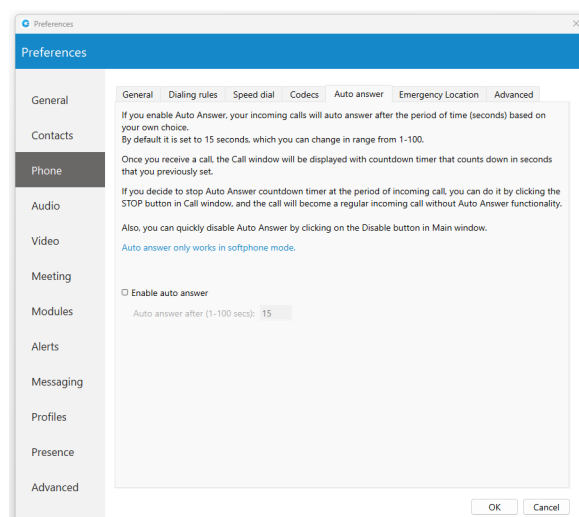 Preferences
Preferences
General
Contacts
Phone
Audio
Video
Meeting
Modules
Alerts
Messaging
Profiles
Presence
Advanced
General Dialing rules Speed dial Codecs Auto answer Emergency Location Advanced
If you enable Auto Answer, your incoming calls will auto answer after the period of time (seconds) based on
your own choice.
By default it is set to 15 seconds, which you can change in range from 1-100.
Once you receive a call, the Call window will be displayed with countdown timer that counts down in seconds
that you previously set.
If you decide to stop Auto Answer countdown timer at the period of incoming call, you can do it by clicking the
STOP button in Call window, and the call will become a regular incoming call without Auto Answer functionality.
Also, you can quickly disable Auto Answer by clicking on the Disable button in Main window.
Auto answer only works in softphone mode.
Enable auto answer
Auto answer after (1-100 secs): 15
OK Cancel